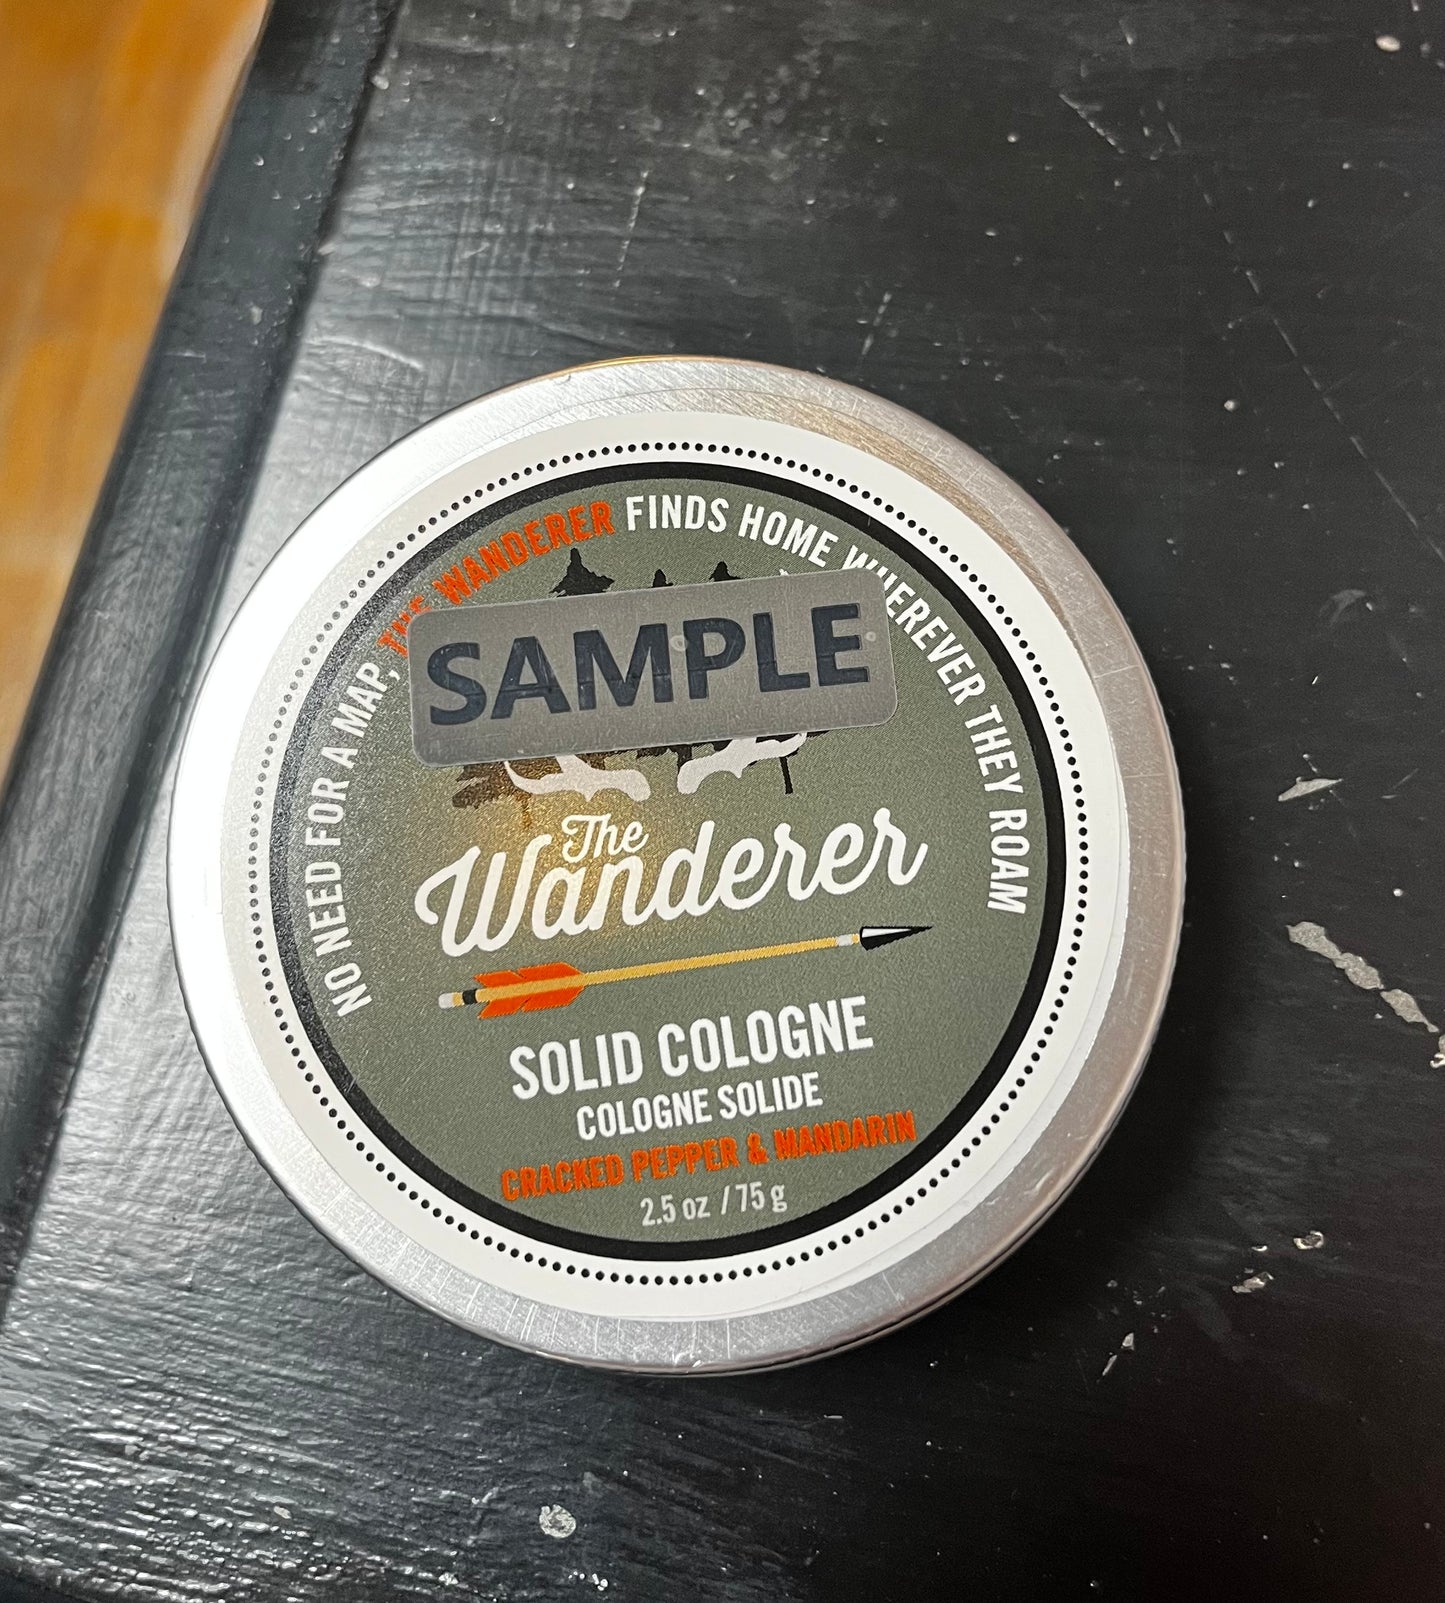 NO NEED FOR A MAP, THE WANDERER FINDS HOME WHEREVER THEY ROAM
SAMPLE
The
Wanderer
SOLID COLOGNE
COLOGNE SOLIDE
CRACKED PEPPER & MANDARIN
2.5 oz / 75 g